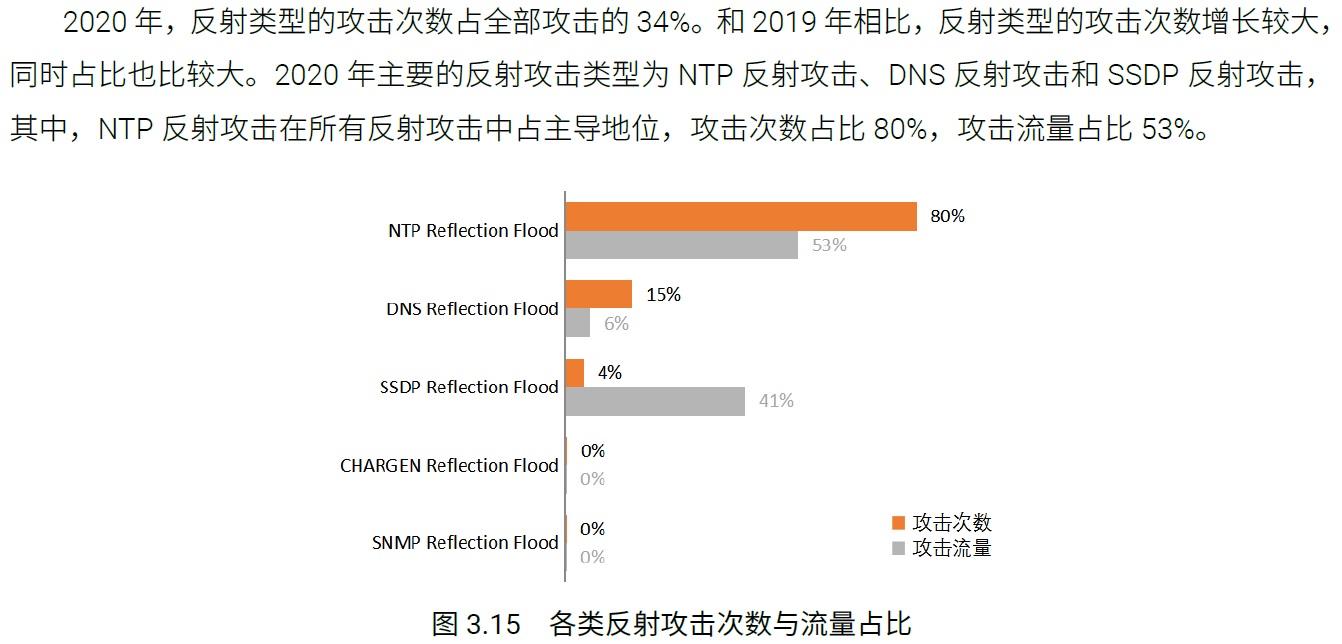 2020 年，反射类型的攻击次数占全部攻击的 34%。和 2019 年相比，反射类型的攻击次数增长较大，
同时占比也比较大。2020 年主要的反射攻击类型为 NTP 反射攻击、DNS 反射攻击和 SSDP 反射攻击，
其中，NTP 反射攻击在所有反射攻击中占主导地位，攻击次数占比 80%，攻击流量占比 53%。
NTP Reflection Flood
80%
53%
DNS Reflection Flood
15%
6%
SSDP Reflection Flood
4%
41%
CHARGEN Reflection Flood
0%
0%
SNMP Reflection Flood
0%
0%
攻击次数
攻击流量
图 3.15 各类反射攻击次数与流量占比